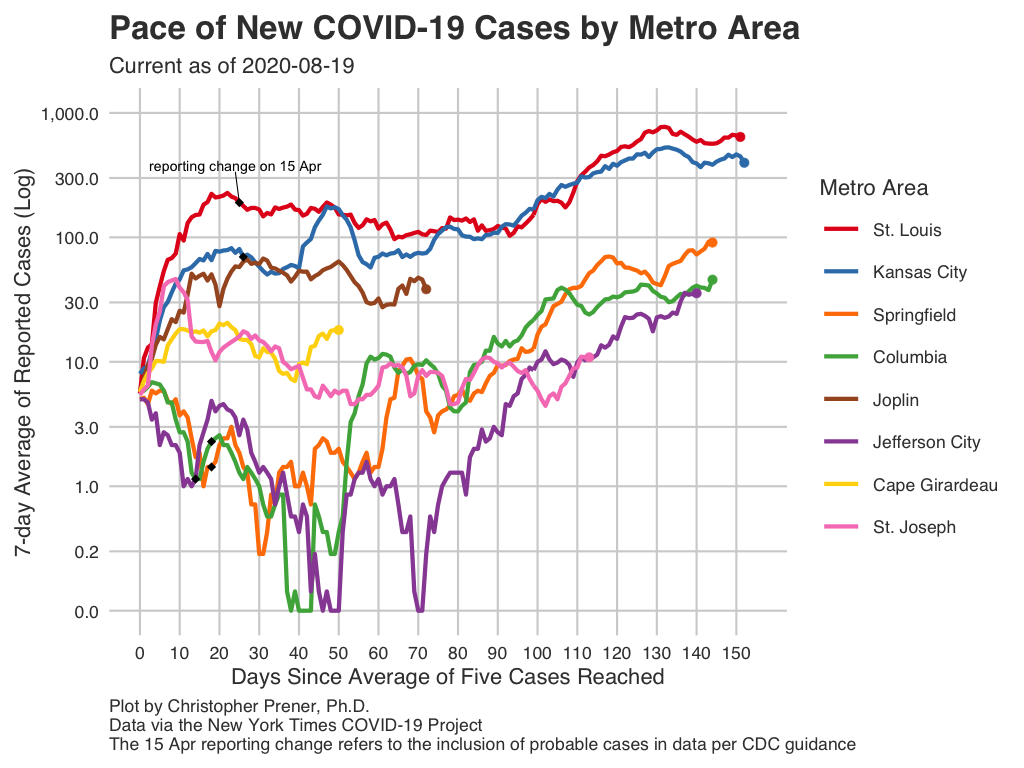 Pace of New COVID-19 Cases by Metro Area
Current as of 2020-08-19
7-day Average of Reported Cases (Log)
1,000.0
300.0
100.0
30.0
10.0
3.0
1.0
0.2
0.0
reporting change on 15 Apr
0 10 20 30 40 50 60 70 80 90 100 110 120 130 140 150
Days Since Average of Five Cases Reached
Metro Area
St. Louis
Kansas City
Springfield
Columbia
Joplin
Jefferson City
Cape Girardeau
St. Joseph
Plot by Christopher Prener, Ph.D.
Data via the New York Times COVID-19 Project
The 15 Apr reporting change refers to the inclusion of probable cases in data per CDC guidance